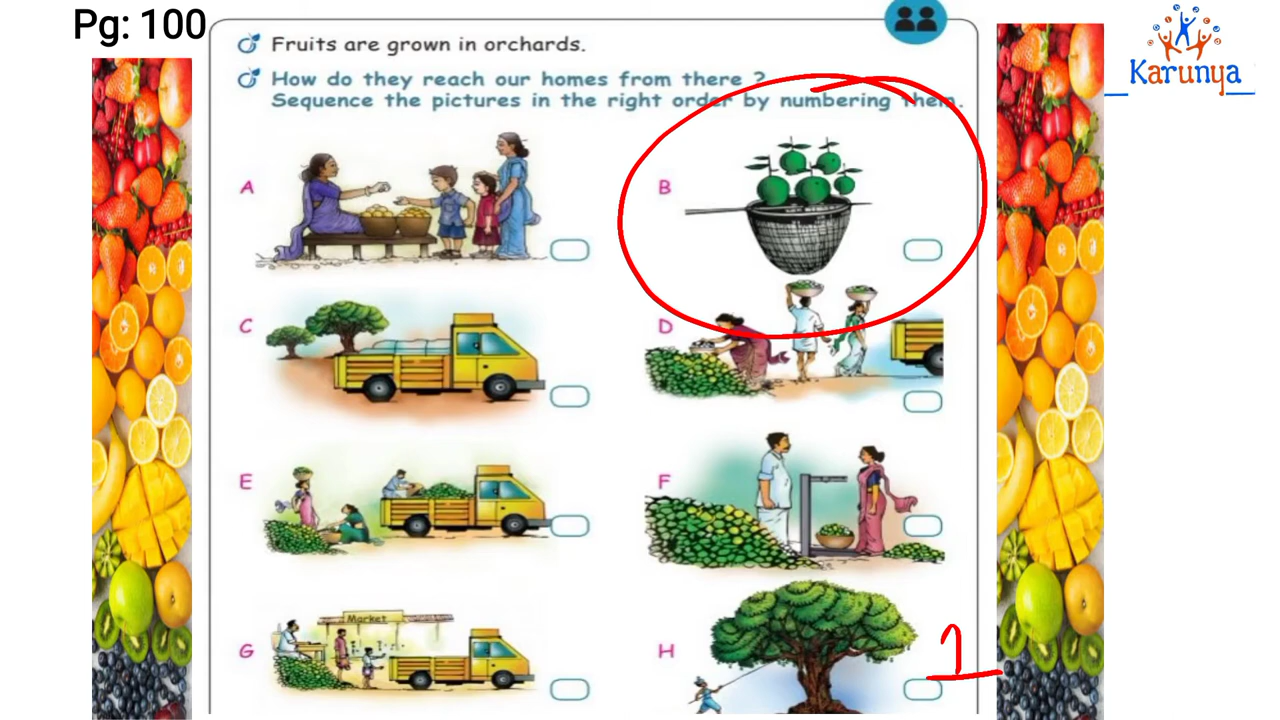 Pg: 100
Karunya
Fruits are grown in orchards.
How do they reach our homes from there ?
Sequence the pictures in the right order by numbering them.
A
B
C
D
E
F
G
Market
H
1